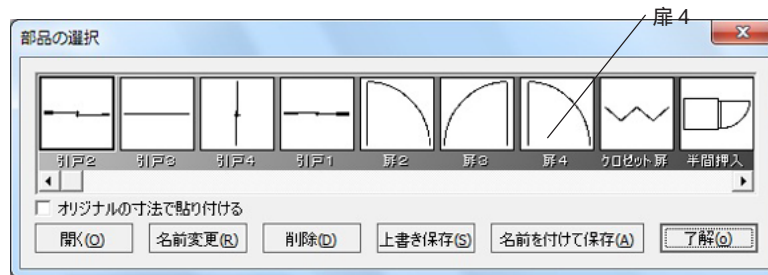 扉4
部品の選択
引戸2 引戸3 引戸4 引戸1 扉2 扉3 扉4 クロゼット扉 半間押入
オリジナルの寸法で貼り付ける
開く(O) 名前変更(R) 削除(D) 上書き保存(S) 名前を付けて保存(A) 了解(o)